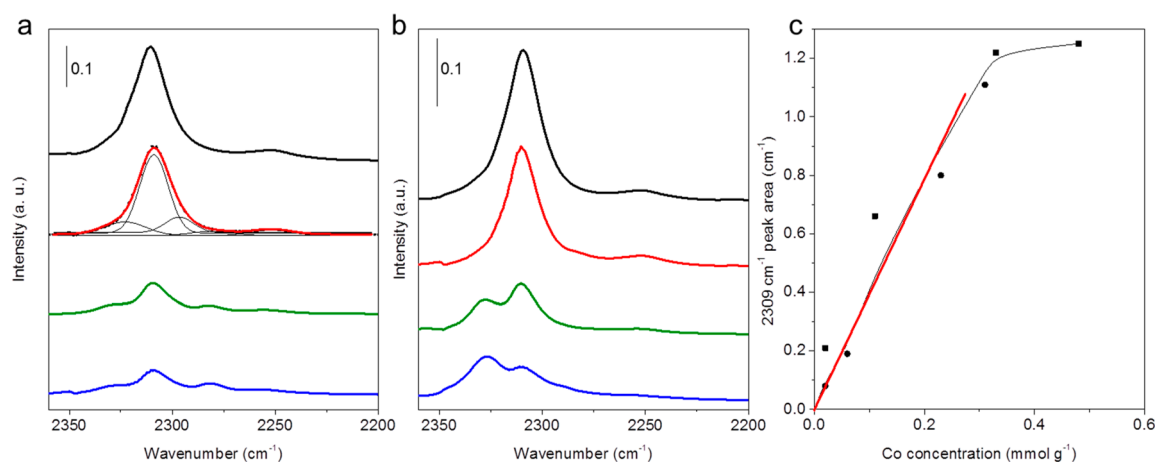 a
0.1
Intensity (a. u.)
2350
2300
2250
2200
Wavenumber (cm⁻¹)
b
0.1
Intensity (a.u.)
2350
2300
2250
2200
Wavenumber (cm⁻¹)
c
2309 cm⁻¹ peak area (cm⁻¹)
1.2
1.0
0.8
0.6
0.4
0.2
0.0
0.0
0.2
0.4
0.6
Co concentration (mmol g⁻¹)